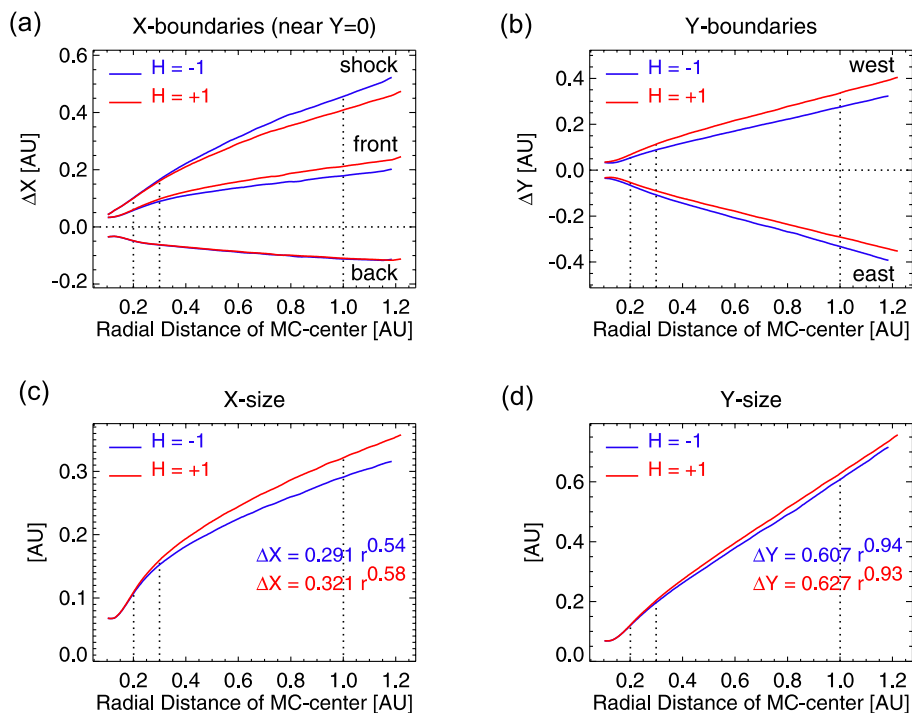 (a)
X-boundaries (near Y=0)
0.6
0.4
0.2
0.0
-0.2
ΔX [AU]
H = -1
H = +1
shock
front
back
0.2 0.4 0.6 0.8 1.0 1.2
Radial Distance of MC-center [AU]
(b)
Y-boundaries
0.4
0.2
0.0
-0.2
-0.4
ΔY [AU]
H = -1
H = +1
west
east
0.2 0.4 0.6 0.8 1.0 1.2
Radial Distance of MC-center [AU]
(c)
X-size
0.3
0.2
0.1
0.0
[AU]
H = -1
H = +1
ΔX = 0.291 r^0.54
ΔX = 0.321 r^0.58
0.2 0.4 0.6 0.8 1.0 1.2
Radial Distance of MC-center [AU]
(d)
Y-size
0.6
0.4
0.2
0.0
[AU]
H = -1
H = +1
ΔY = 0.607 r^0.94
ΔY = 0.627 r^0.93
0.2 0.4 0.6 0.8 1.0 1.2
Radial Distance of MC-center [AU]